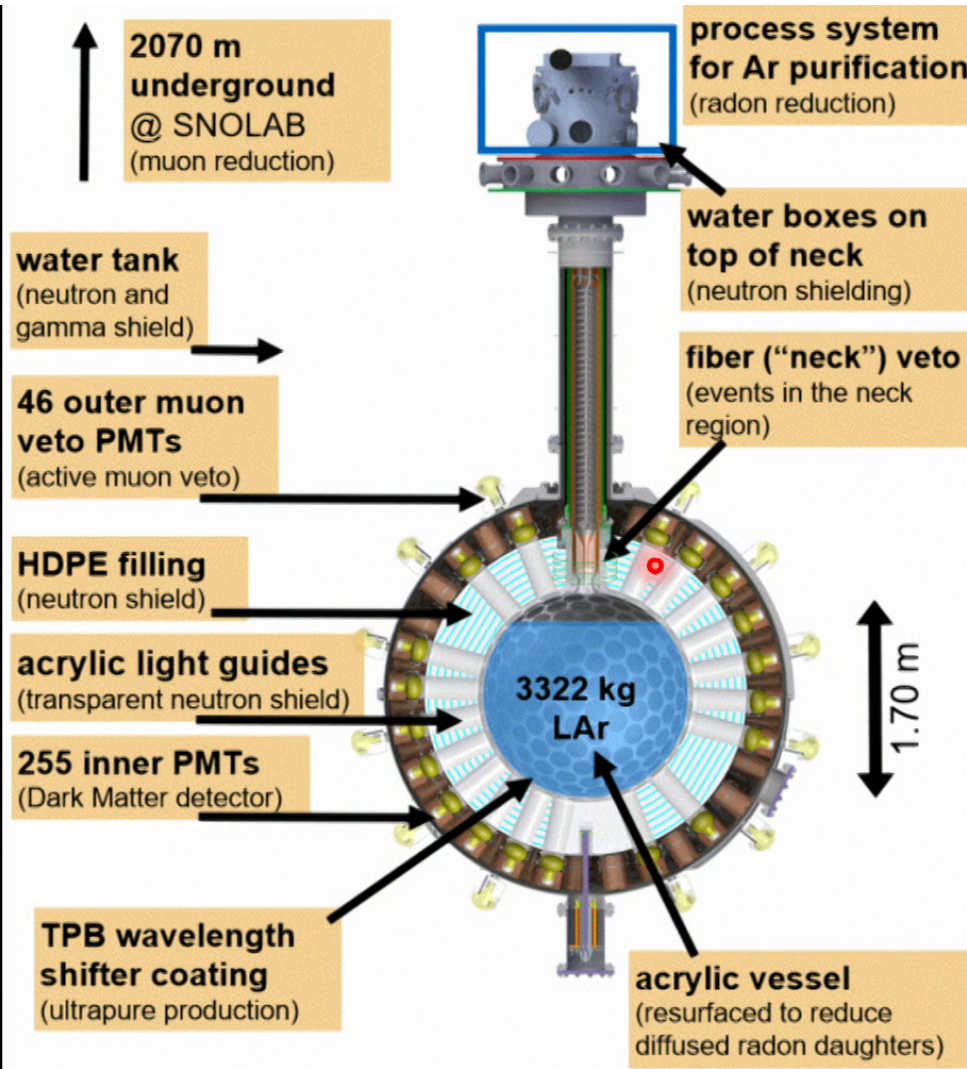 2070 m
underground
@ SNOLAB
(muon reduction)
process system
for Ar purification
(radon reduction)
water boxes on
top of neck
(neutron shielding)
water tank
(neutron and
gamma shield)
fiber (“neck”) veto
(events in the neck
region)
46 outer muon
veto PMTs
(active muon veto)
HDPE filling
(neutron shield)
acrylic light guides
(transparent neutron shield)
255 inner PMTs
(Dark Matter detector)
3322 kg
LAr
1.70 m
TPB wavelength
shifter coating
(ultrapure production)
acrylic vessel
(resurfaced to reduce
diffused radon daughters)